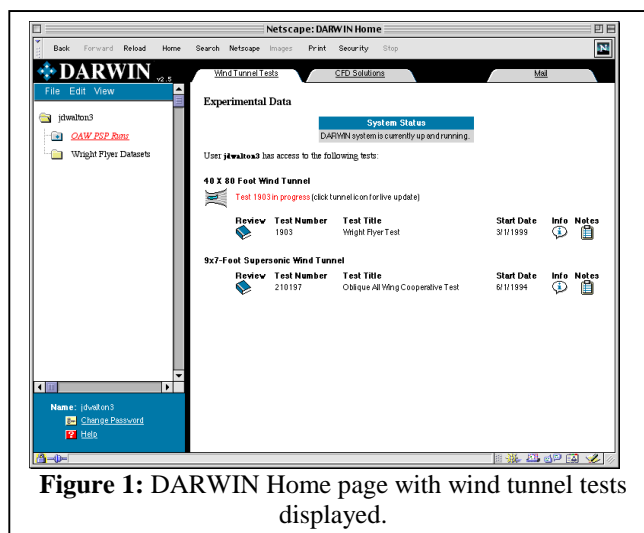 Netscape: DARWIN Home
Back Forward Reload Home Search Netscape Images Print Security Stop
N
DARWIN v2.5
Wind Tunnel Tests CFD Solutions Mail
File Edit View
jdwalton3
OAW PSP Runs
Wright Flyer Datasets
Experimental Data
System Status
DARWIN system is currently up and running.
User jdwalton3 has access to the following tests:
40 X 80 Foot Wind Tunnel
Test 1903 in progress (click tunnel icon for live update)
Review Test Number Test Title Start Date Info Notes
1903 Wright Flyer Test 3/1/1999
9x7-Foot Supersonic Wind Tunnel
Review Test Number Test Title Start Date Info Notes
210197 Oblique All Wing Cooperative Test 6/1/1994
Name: jdwalton3
Change Password
Help
Figure 1: DARWIN Home page with wind tunnel tests
displayed.